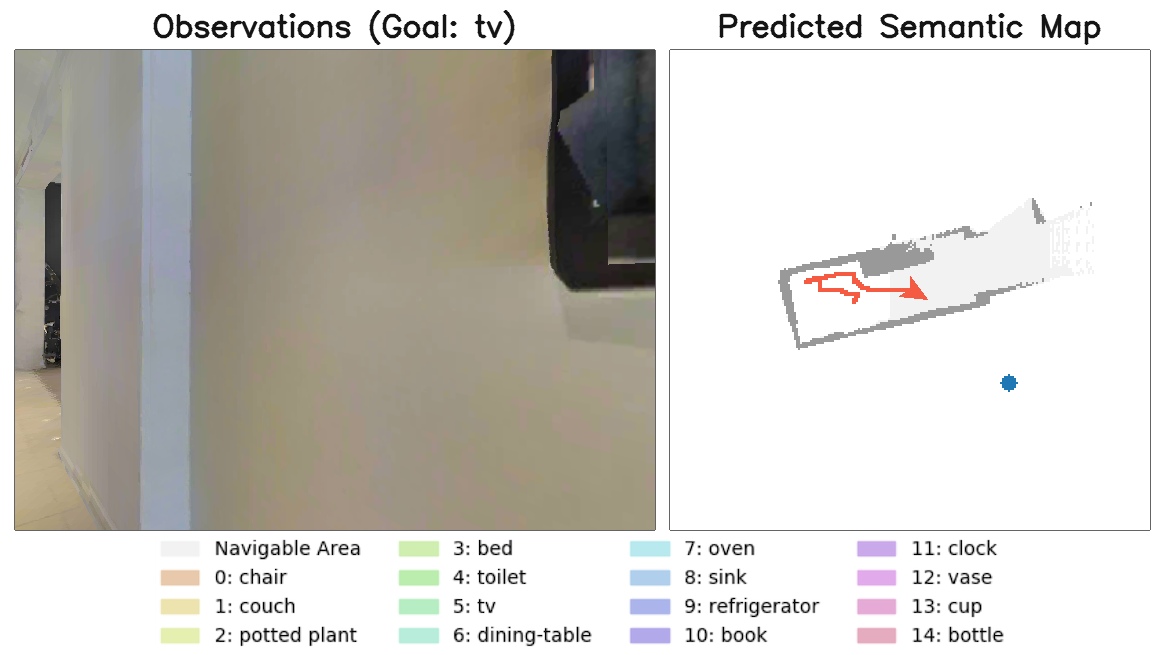 Observations (Goal: tv)
Predicted Semantic Map
Navigable Area
0: chair
1: couch
2: potted plant
3: bed
4: toilet
5: tv
6: dining-table
7: oven
8: sink
9: refrigerator
10: book
11: clock
12: vase
13: cup
14: bottle